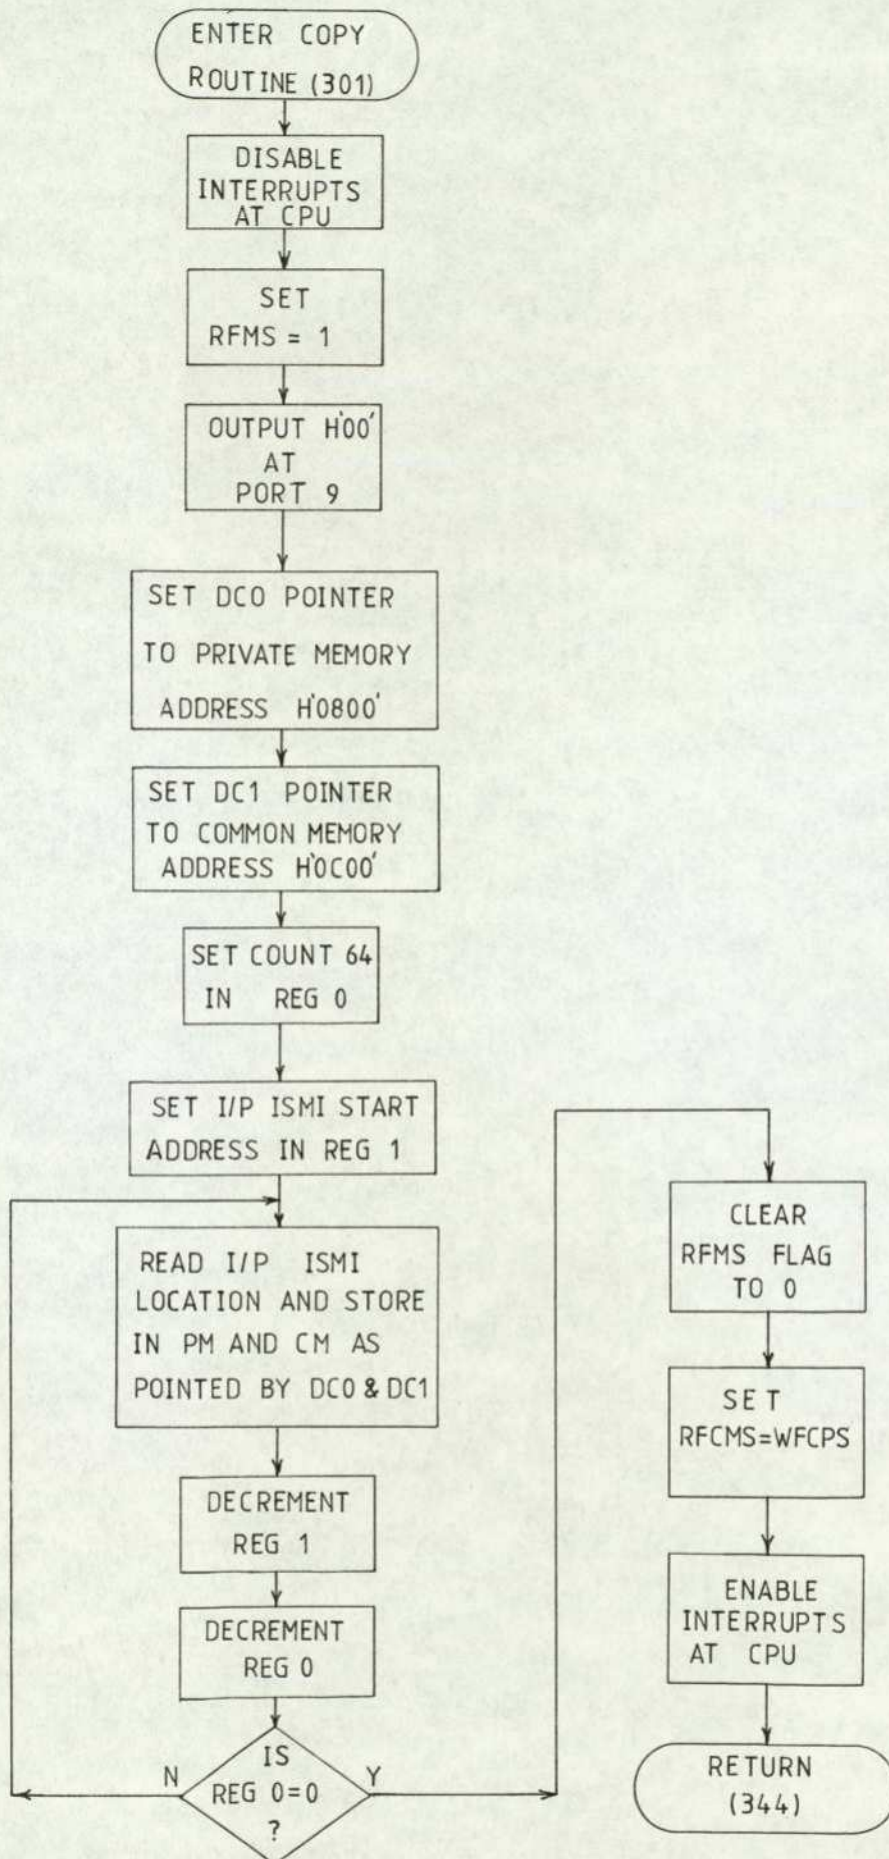 ENTER COPY
ROUTINE (301)
DISABLE
INTERRUPTS
AT CPU
SET
RFMS = 1
OUTPUT H'00'
AT
PORT 9
SET DC0 POINTER
TO PRIVATE MEMORY
ADDRESS H'0800'
SET DC1 POINTER
TO COMMON MEMORY
ADDRESS H'0C00'
SET COUNT 64
IN REG 0
SET I/P ISMI START
ADDRESS IN REG 1
READ I/P ISMI
LOCATION AND STORE
IN PM AND CM AS
POINTED BY DC0 & DC1
DECREMENT
REG 1
DECREMENT
REG 0
IS
REG 0=0
?
N
Y
CLEAR
RFMS FLAG
TO 0
SET
RFCMS=WFCPS
ENABLE
INTERRUPTS
AT CPU
RETURN
(344)